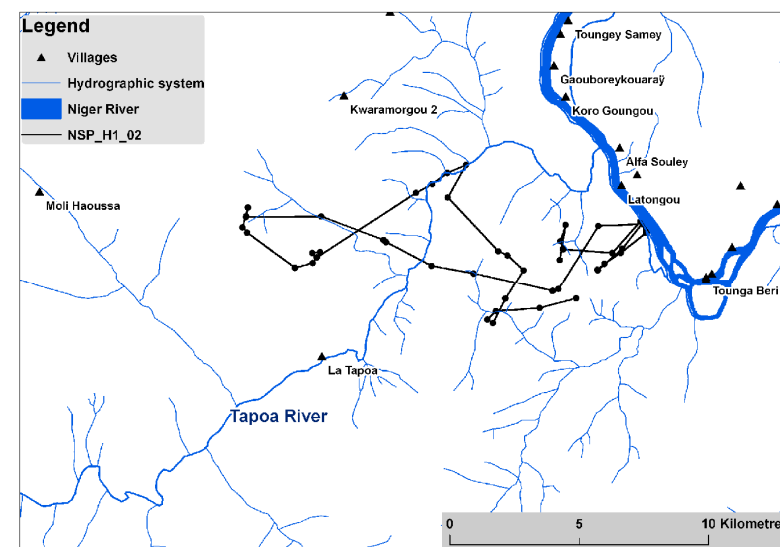 Legend
Villages
Hydrographic system
Niger River
NSP_H1_02
Toungey Samey
Gaouboreykouaraÿ
Kwaramorgou 2
Koro Goungou
Alfa Souley
Moli Haoussa
Latongou
Tounga Beri
La Tapoa
Tapoa River
0 5 10 Kilometre